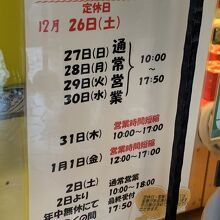 定休日
12月 26日(土)
27日(日) 通
28日(月) 常
29日(火) 営
30日(水) 業
10:00
〜
17:50
営業時間短縮
31日(木) 10:00〜17:00
営業時間短縮
1月1日(金) 12:00〜17:00
2日(土) 通常営業
2日より 10:00〜18:00
年中無休にて 最終受付
17:50